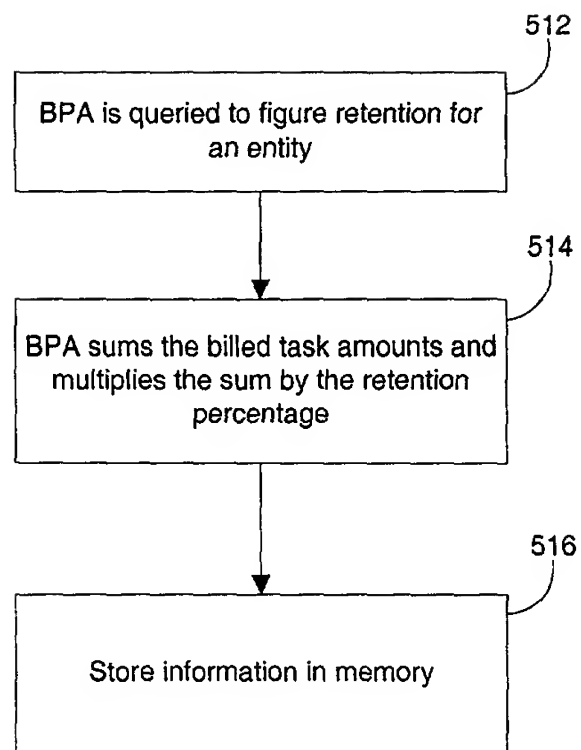 512
BPA is queried to figure retention for
an entity
514
BPA sums the billed task amounts and
multiplies the sum by the retention
percentage
516
Store information in memory